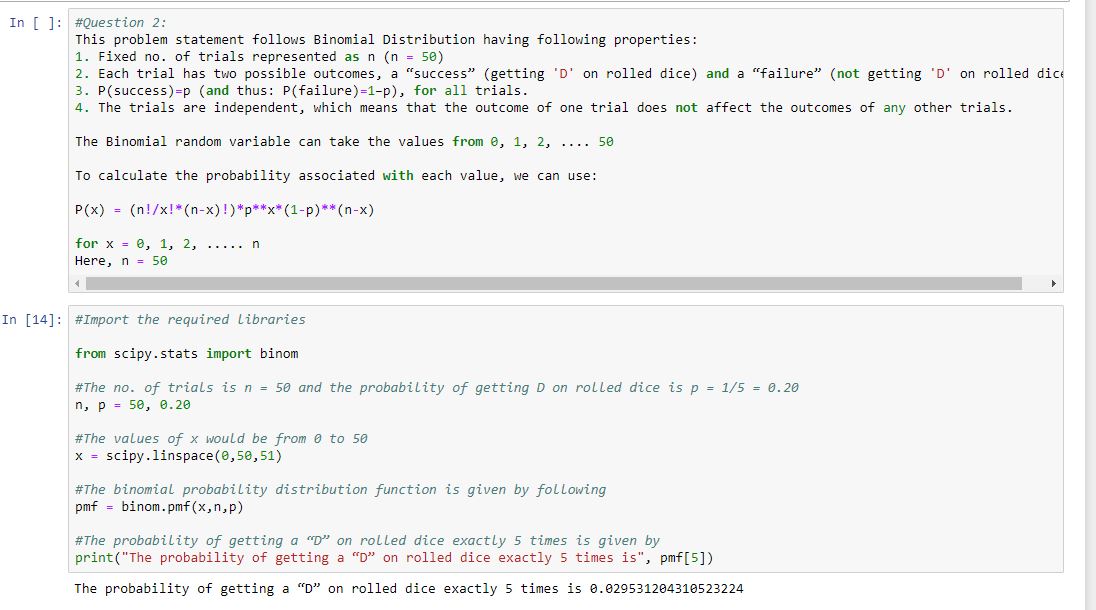 In [ ]: #Question 2:
This problem statement follows Binomial Distribution having following properties:
1. Fixed no. of trials represented as n (n = 50)
2. Each trial has two possible outcomes, a “success” (getting 'D' on rolled dice) and a “failure” (not getting 'D' on rolled dice
3. P(success)=p (and thus: P(failure)=1–p), for all trials.
4. The trials are independent, which means that the outcome of one trial does not affect the outcomes of any other trials.
The Binomial random variable can take the values from 0, 1, 2, .... 50
To calculate the probability associated with each value, we can use:
P(x) = (n!/x!*(n-x)!)*p**x*(1-p)**(n-x)
for x = 0, 1, 2, ..... n
Here, n = 50
In [14]: #Import the required libraries
from scipy.stats import binom
#The no. of trials is n = 50 and the probability of getting D on rolled dice is p = 1/5 = 0.20
n, p = 50, 0.20
#The values of x would be from 0 to 50
x = scipy.linspace(0,50,51)
#The binomial probability distribution function is given by following
pmf = binom.pmf(x,n,p)
#The probability of getting a “D” on rolled dice exactly 5 times is given by
print("The probability of getting a “D” on rolled dice exactly 5 times is", pmf[5])
The probability of getting a “D” on rolled dice exactly 5 times is 0.029531204310523224